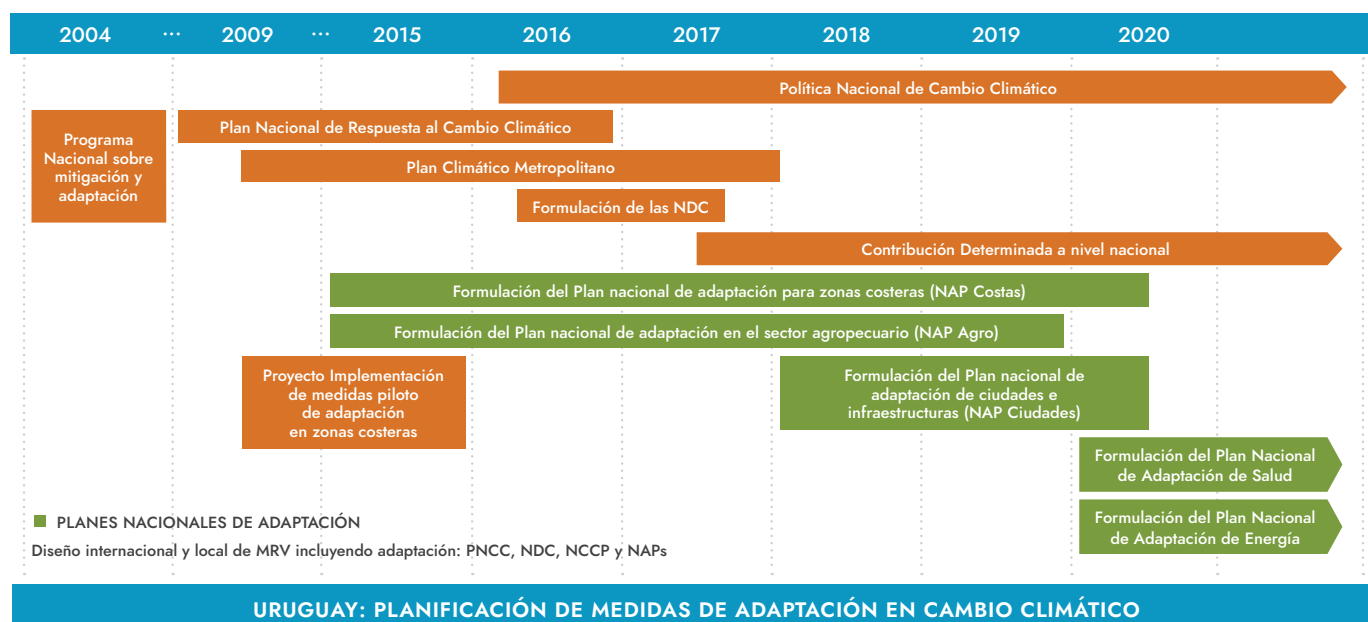 2004 ... 2009 ... 2015 2016 2017 2018 2019 2020
Política Nacional de Cambio Climático
Programa
Nacional sobre
mitigación y
adaptación
Plan Nacional de Respuesta al Cambio Climático
Plan Climático Metropolitano
Formulación de las NDC
Contribución Determinada a nivel nacional
Formulación del Plan nacional de adaptación para zonas costeras (NAP Costas)
Formulación del Plan nacional de adaptación en el sector agropecuario (NAP Agro)
Proyecto Implementación
de medidas piloto
de adaptación
en zonas costeras
Formulación del Plan nacional de
adaptación de ciudades e
infraestructuras (NAP Ciudades)
Formulación del Plan Nacional
de Adaptación de Salud
Formulación del Plan Nacional
de Adaptación de Energía
PLANES NACIONALES DE ADAPTACIÓN
Diseño internacional y local de MRV incluyendo adaptación: PNCC, NDC, NCCP y NAPs
URUGUAY: PLANIFICACIÓN DE MEDIDAS DE ADAPTACIÓN EN CAMBIO CLIMÁTICO